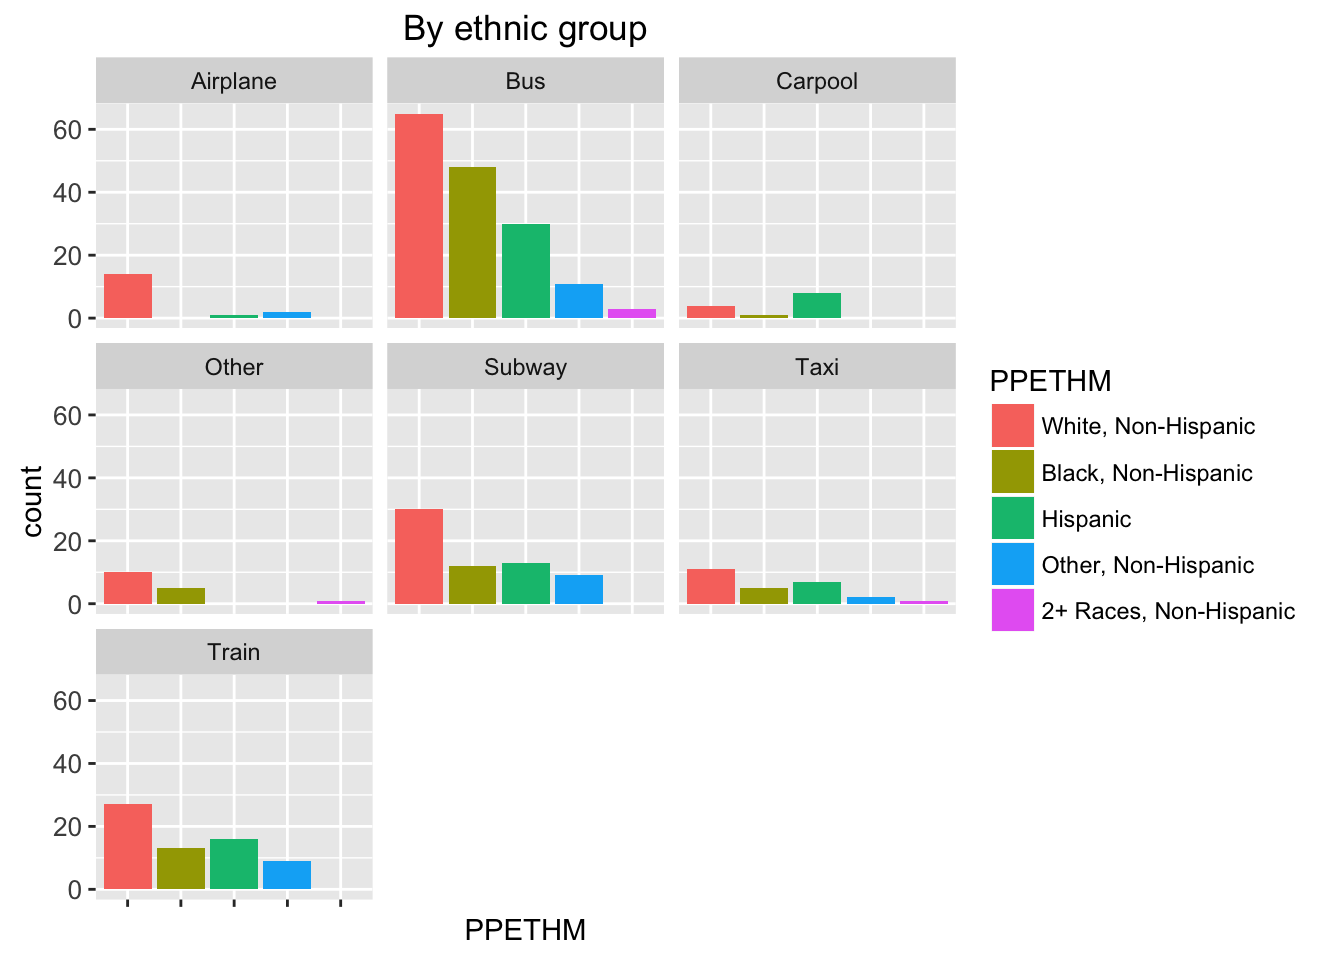 By ethnic group
Airplane
Bus
Carpool
60
40
20
0
Other
Subway
Taxi
60
40
20
0
Train
60
40
20
0
count
PPETHM
PPETHM
White, Non-Hispanic
Black, Non-Hispanic
Hispanic
Other, Non-Hispanic
2+ Races, Non-Hispanic